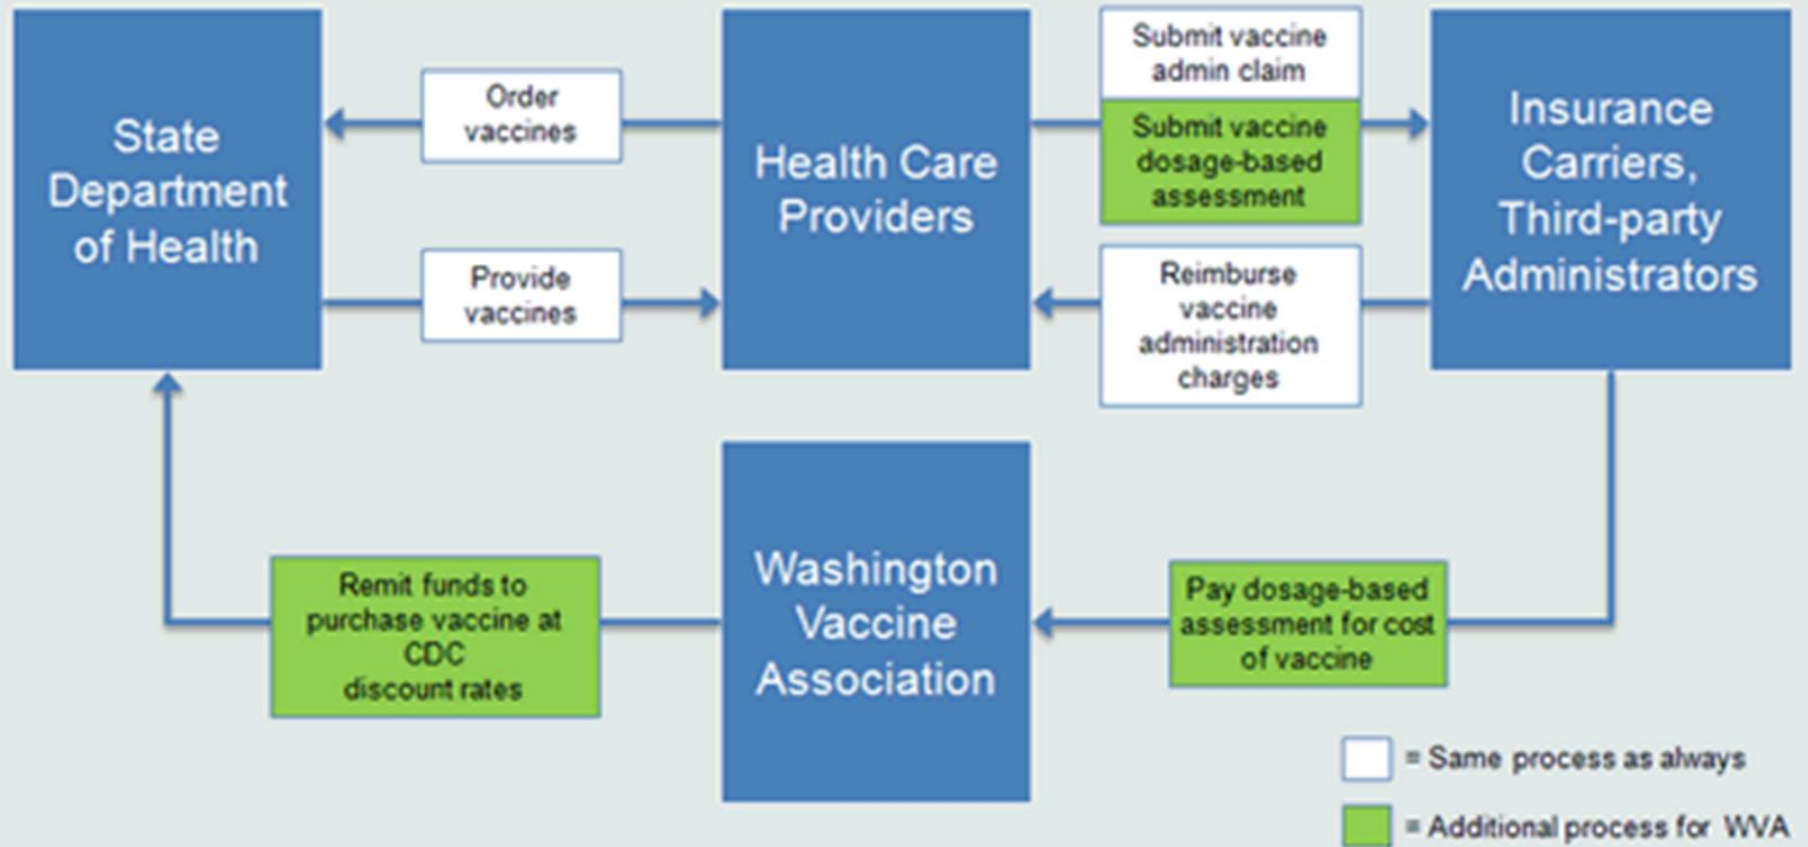 State
Department
of Health
Order
vaccines
Provide
vaccines
Health Care
Providers
Submit vaccine
admin claim
Submit vaccine
dosage-based
assessment
Reimburse
vaccine
administration
charges
Insurance
Carriers,
Third-party
Administrators
Remit funds to
purchase vaccine at
CDC
discount rates
Washington
Vaccine
Association
Pay dosage-based
assessment for cost
of vaccine
= Same process as always
= Additional process for WVA